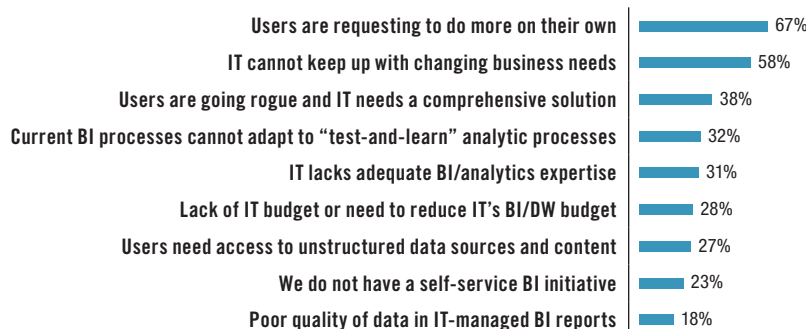 Users are requesting to do more on their own 67%
IT cannot keep up with changing business needs 58%
Users are going rogue and IT needs a comprehensive solution 38%
Current BI processes cannot adapt to “test-and-learn” analytic processes 32%
IT lacks adequate BI/analytics expertise 31%
Lack of IT budget or need to reduce IT’s BI/DW budget 28%
Users need access to unstructured data sources and content 27%
We do not have a self-service BI initiative 23%
Poor quality of data in IT-managed BI reports 18%